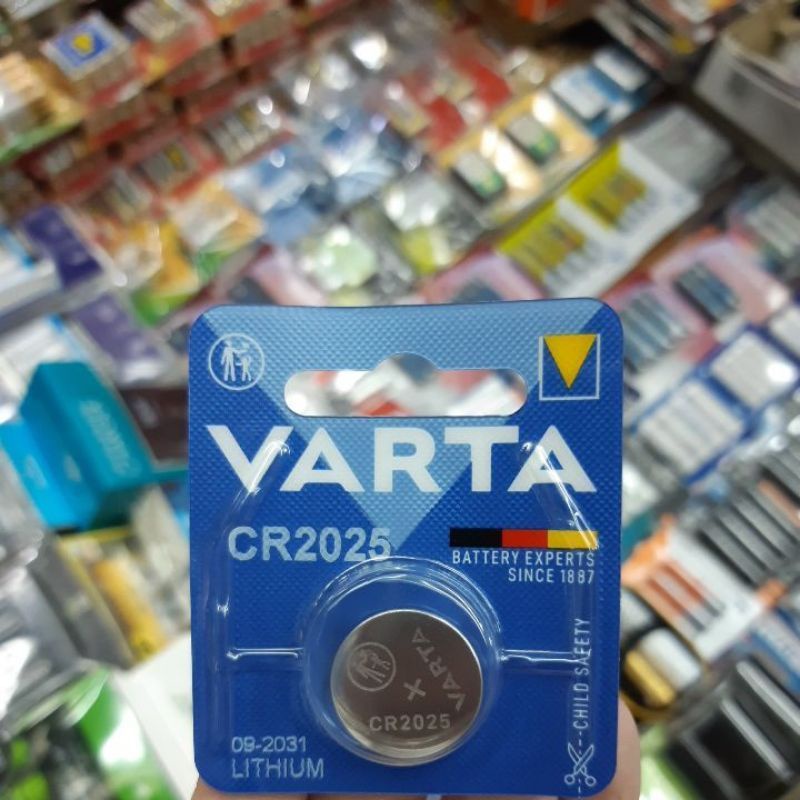 VARTA
CR2025
BATTERY EXPERTS
SINCE 1887
CHILD SAFETY
VARTA
+
CR2025
09-2031
LITHIUM